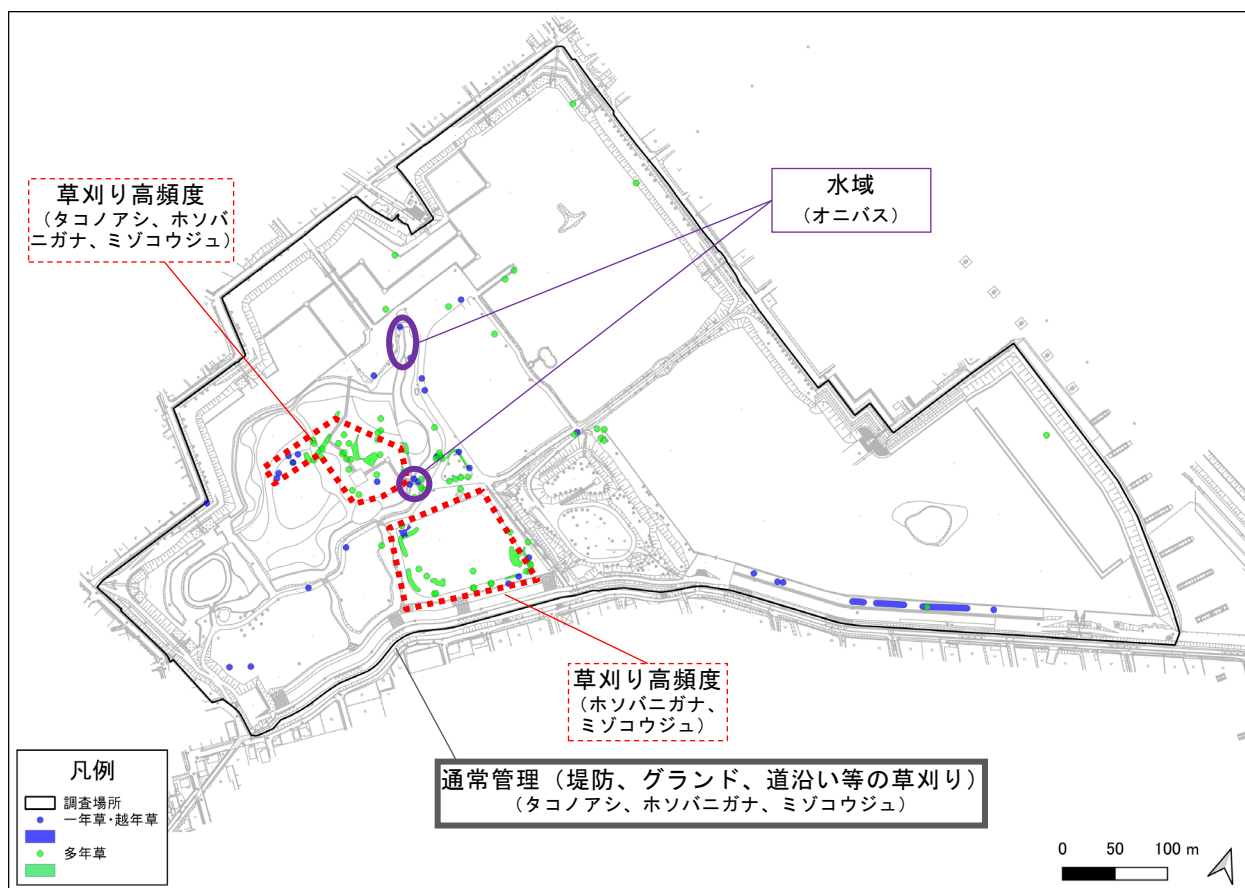 草刈り高頻度
（タコノアシ、ホソバ
ニガナ、ミゾコウジュ）
水域
（オニバス）
草刈り高頻度
（ホソバニガナ、
ミゾコウジュ）
通常管理（堤防、グランド、道沿い等の草刈り）
（タコノアシ、ホソバニガナ、ミゾコウジュ）
凡例
調査場所
一年草・越年草
多年草
0 50 100 m